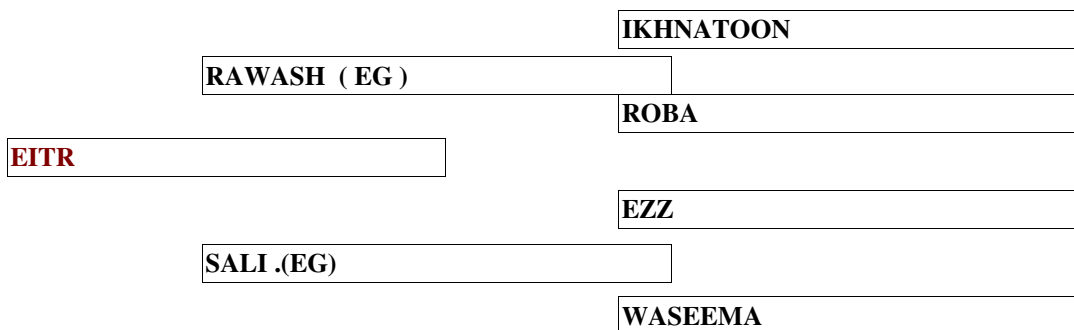 IKHNATOON
RAWASH ( EG )
ROBA
EITR
EZZ
SALI .(EG)
WASEEMA